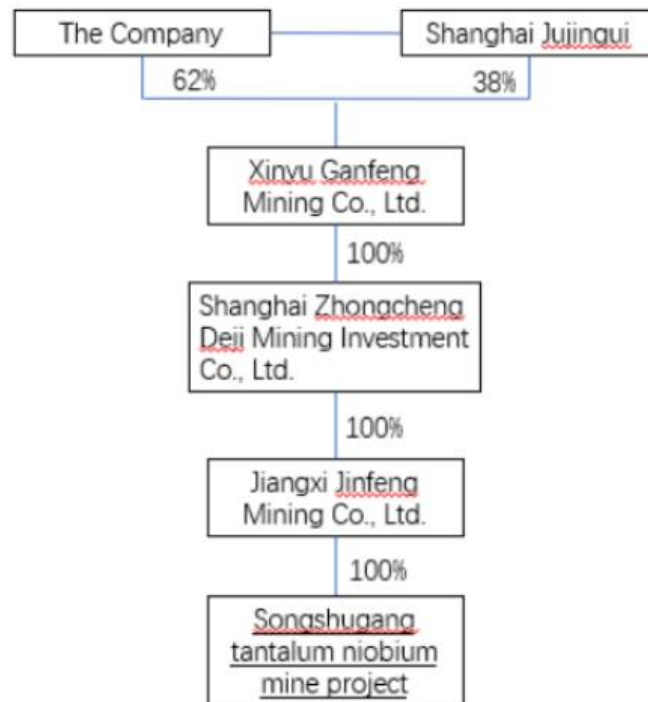 The Company
Shanghai Jujingui
62%
38%
Xinyu Ganfeng
Mining Co., Ltd.
100%
Shanghai Zhongcheng
Deji Mining Investment
Co., Ltd.
100%
Jiangxi Jinfeng
Mining Co., Ltd.
100%
Songshugang
tantalum niobium
mine project